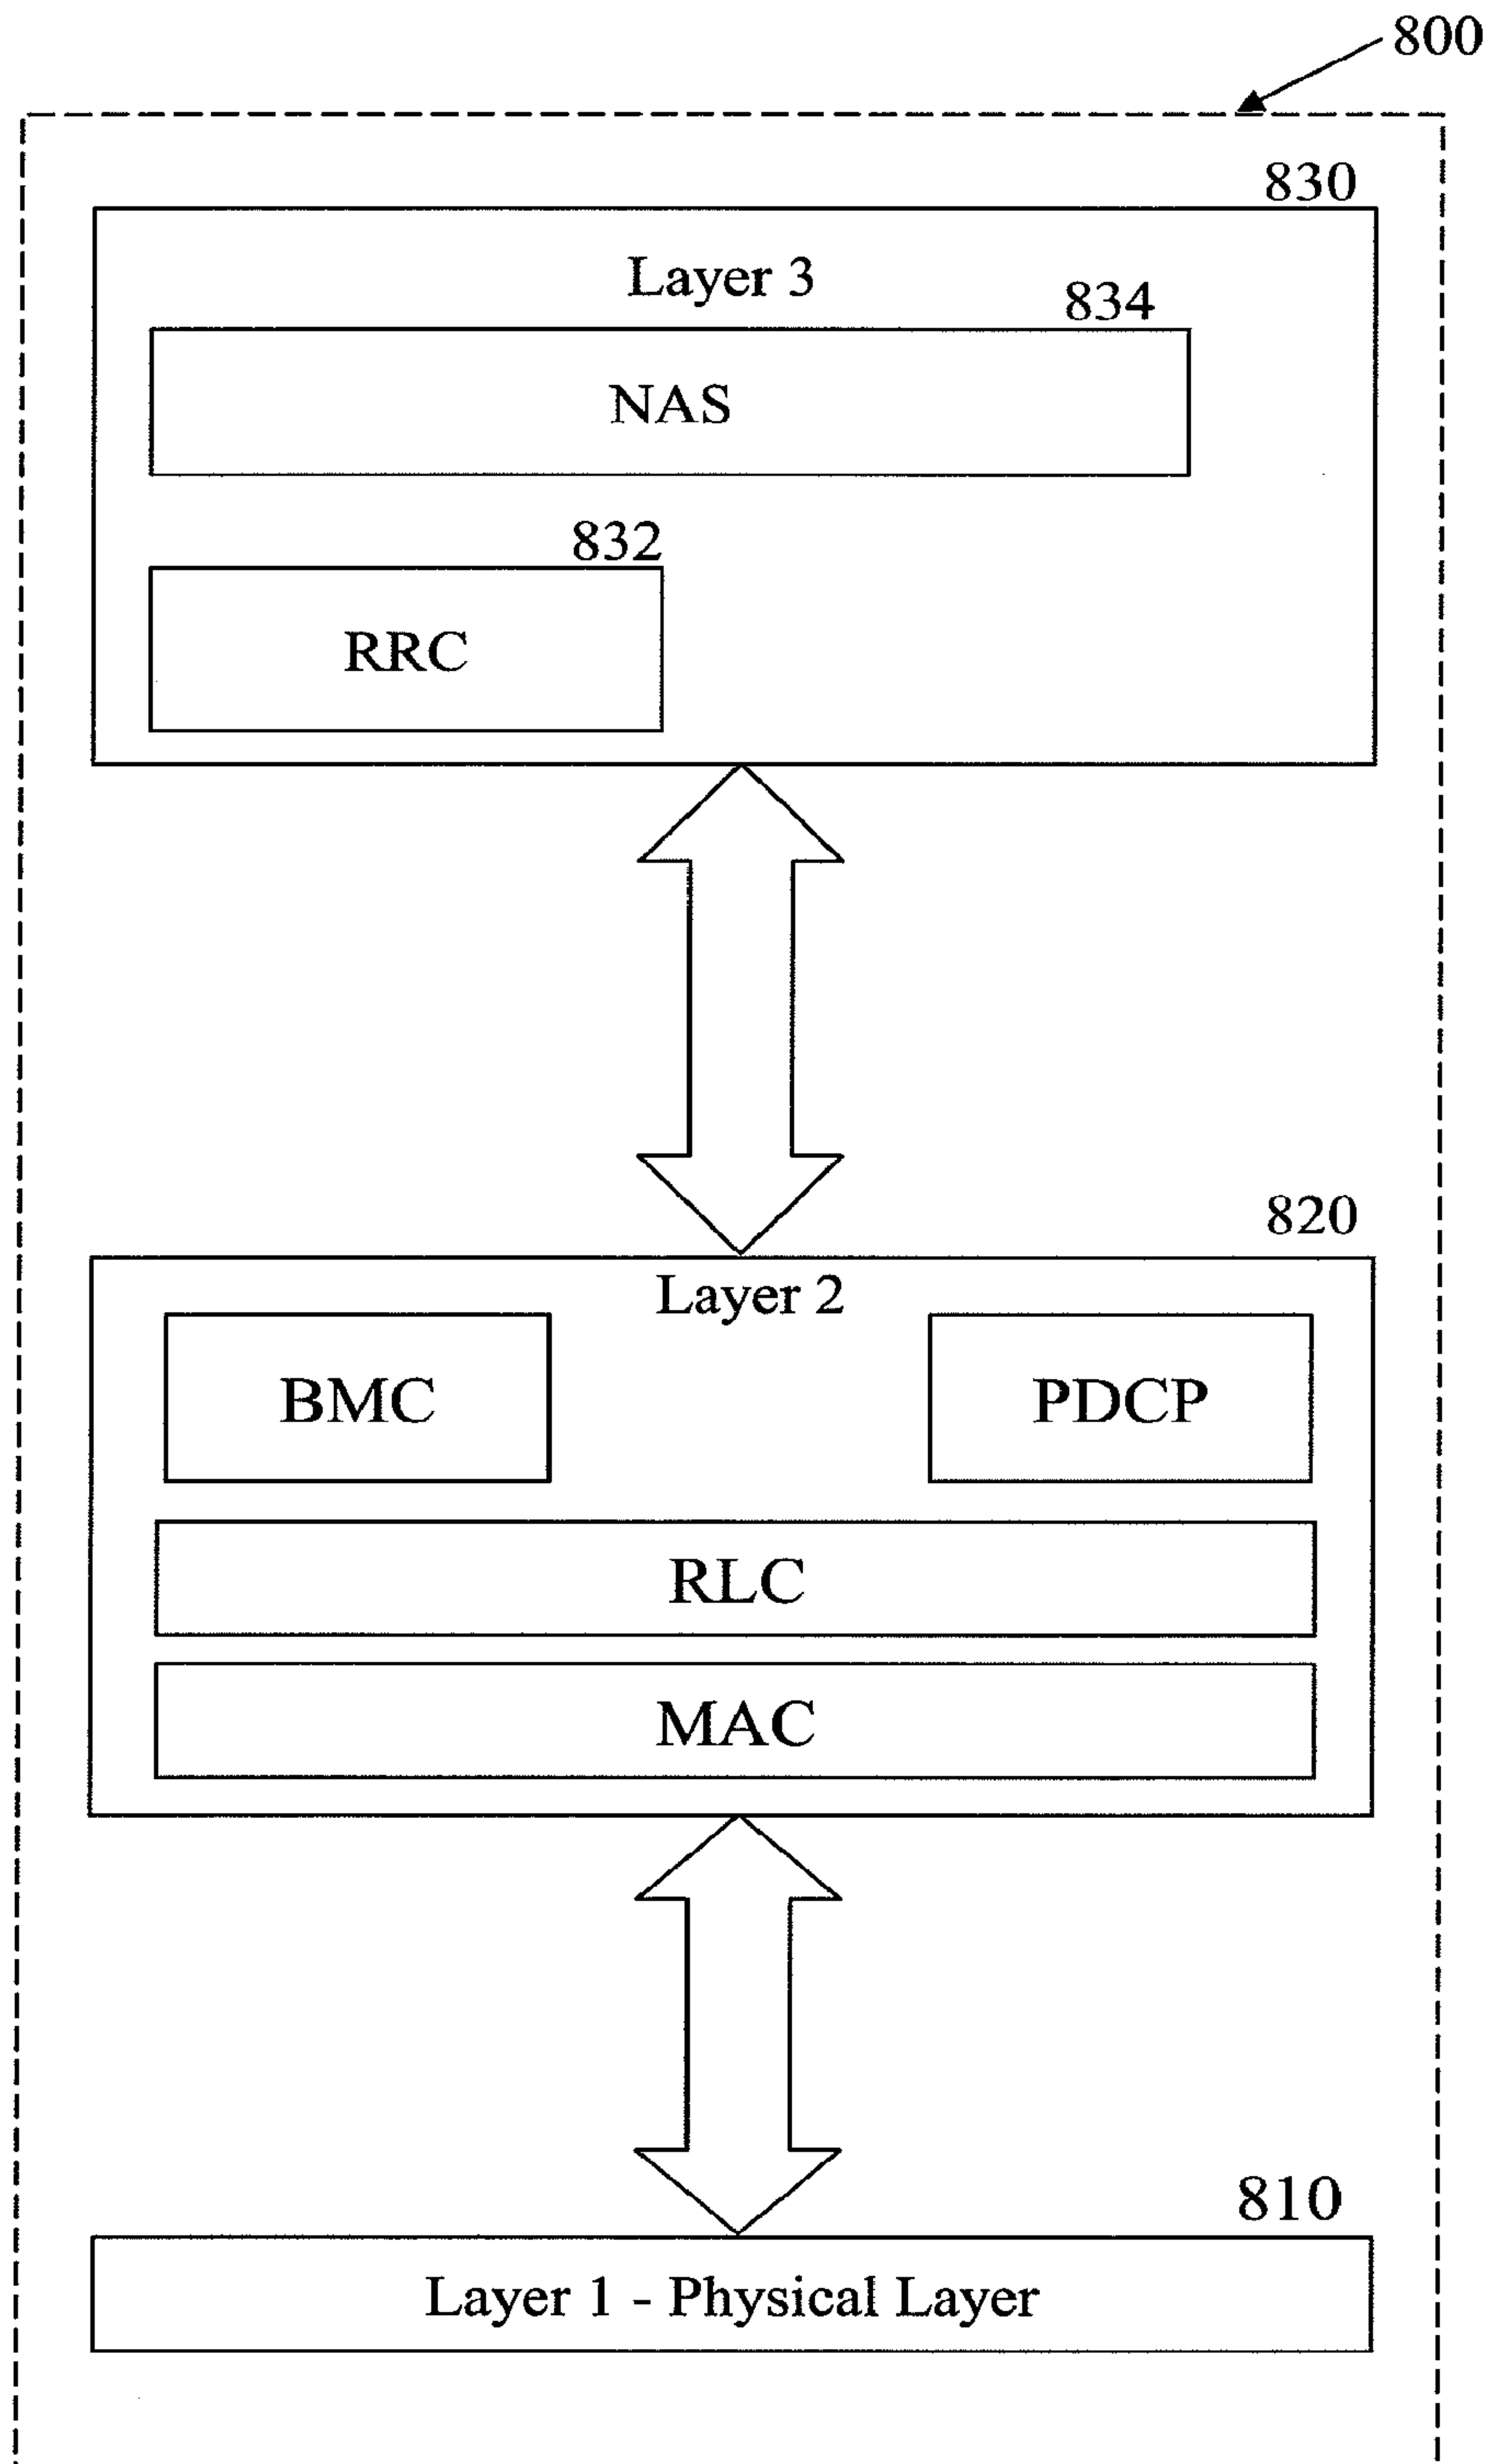 800
830
Layer 3
834
NAS
832
RRC
820
Layer 2
BMC PDCP
RLC
MAC
810
Layer 1 - Physical Layer